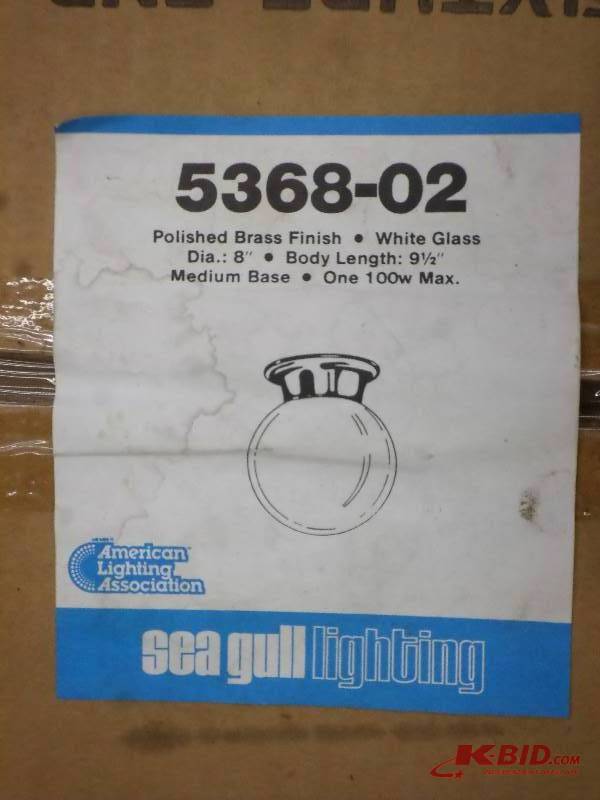 5368-02
Polished Brass Finish • White Glass
Dia.: 8" • Body Length: 9½"
Medium Base • One 100w Max.
American
Lighting
Association
sea gull lighting
K-BID.COM